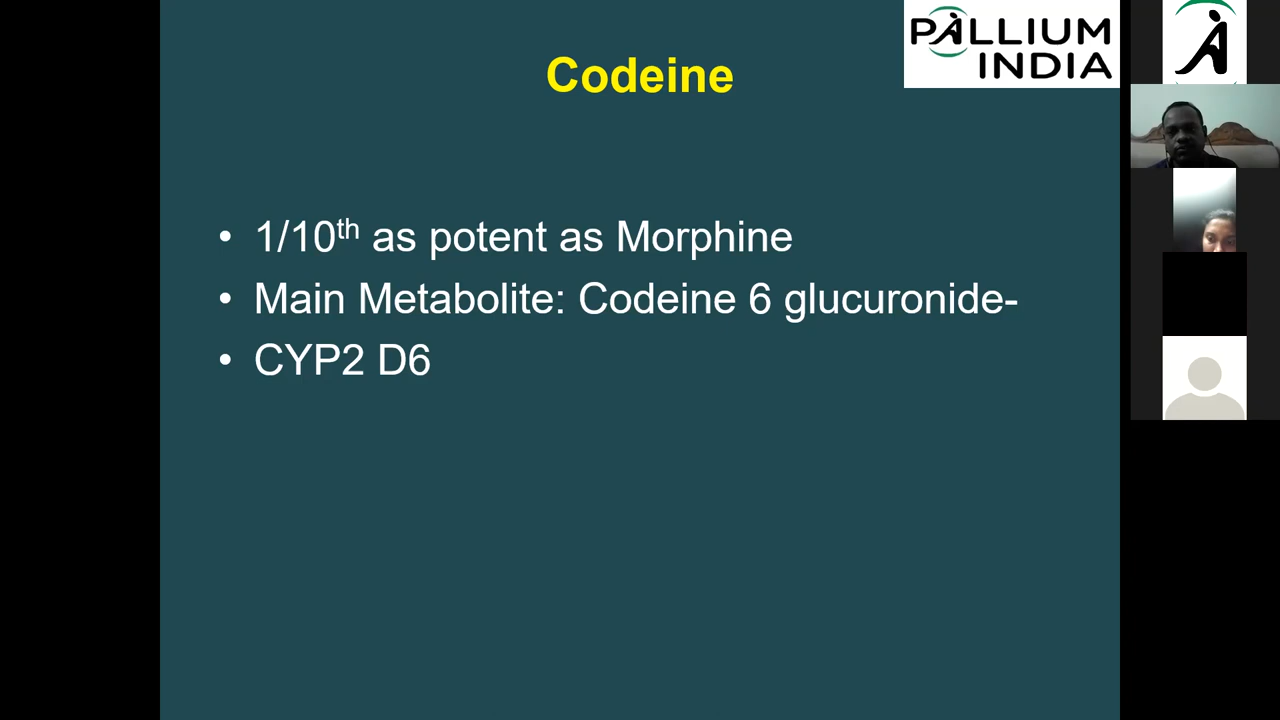 PALLIUM
INDIA
Codeine
• 1/10th as potent as Morphine
• Main Metabolite: Codeine 6 glucuronide-
• CYP2 D6